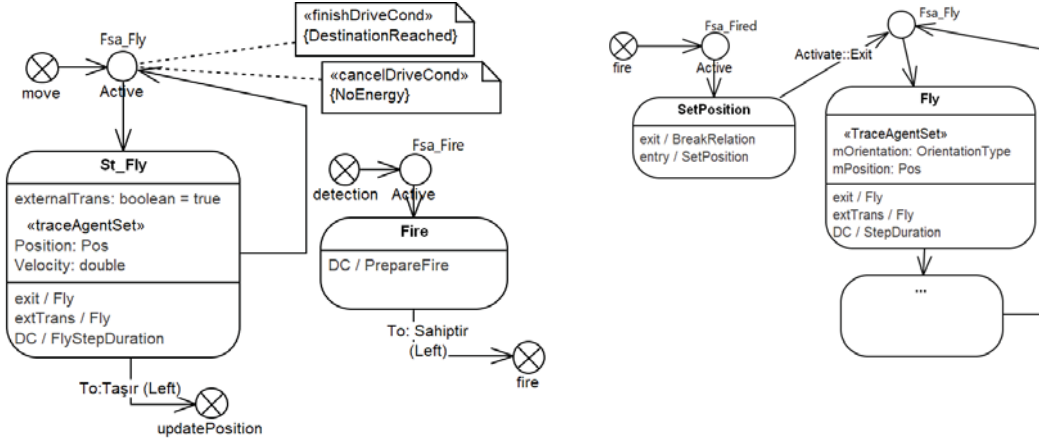 «finishDriveCond»
{DestinationReached}
Fsa_Fly
move
Active
«cancelDriveCond»
{NoEnergy}
St_Fly
externalTrans: boolean = true
«traceAgentSet»
Position: Pos
Velocity: double
exit / Fly
extTrans / Fly
DC / FlyStepDuration
To:Taşır (Left)
updatePosition
Fsa_Fire
detection
Active
Fire
DC / PrepareFire
To: Sahiptir
(Left)
fire
Fsa_Fired
fire
Active
SetPosition
exit / BreakRelation
entry / SetPosition
Activate::Exit
Fsa_Fly
Fly
«TraceAgentSet»
mOrientation: OrientationType
mPosition: Pos
exit / Fly
extTrans / Fly
DC / StepDuration
...